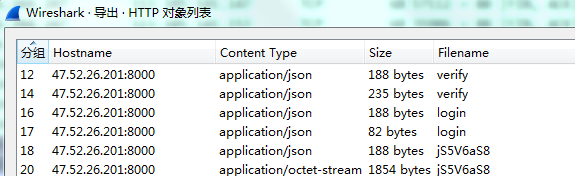 Wireshark · 导出 · HTTP 对象列表
分组 Hostname Content Type Size Filename
12 47.52.26.201:8000 application/json 188 bytes verify
14 47.52.26.201:8000 application/json 235 bytes verify
16 47.52.26.201:8000 application/json 188 bytes login
17 47.52.26.201:8000 application/json 82 bytes login
18 47.52.26.201:8000 application/json 188 bytes jS5V6aS8
20 47.52.26.201:8000 application/octet-stream 1854 bytes jS5V6aS8